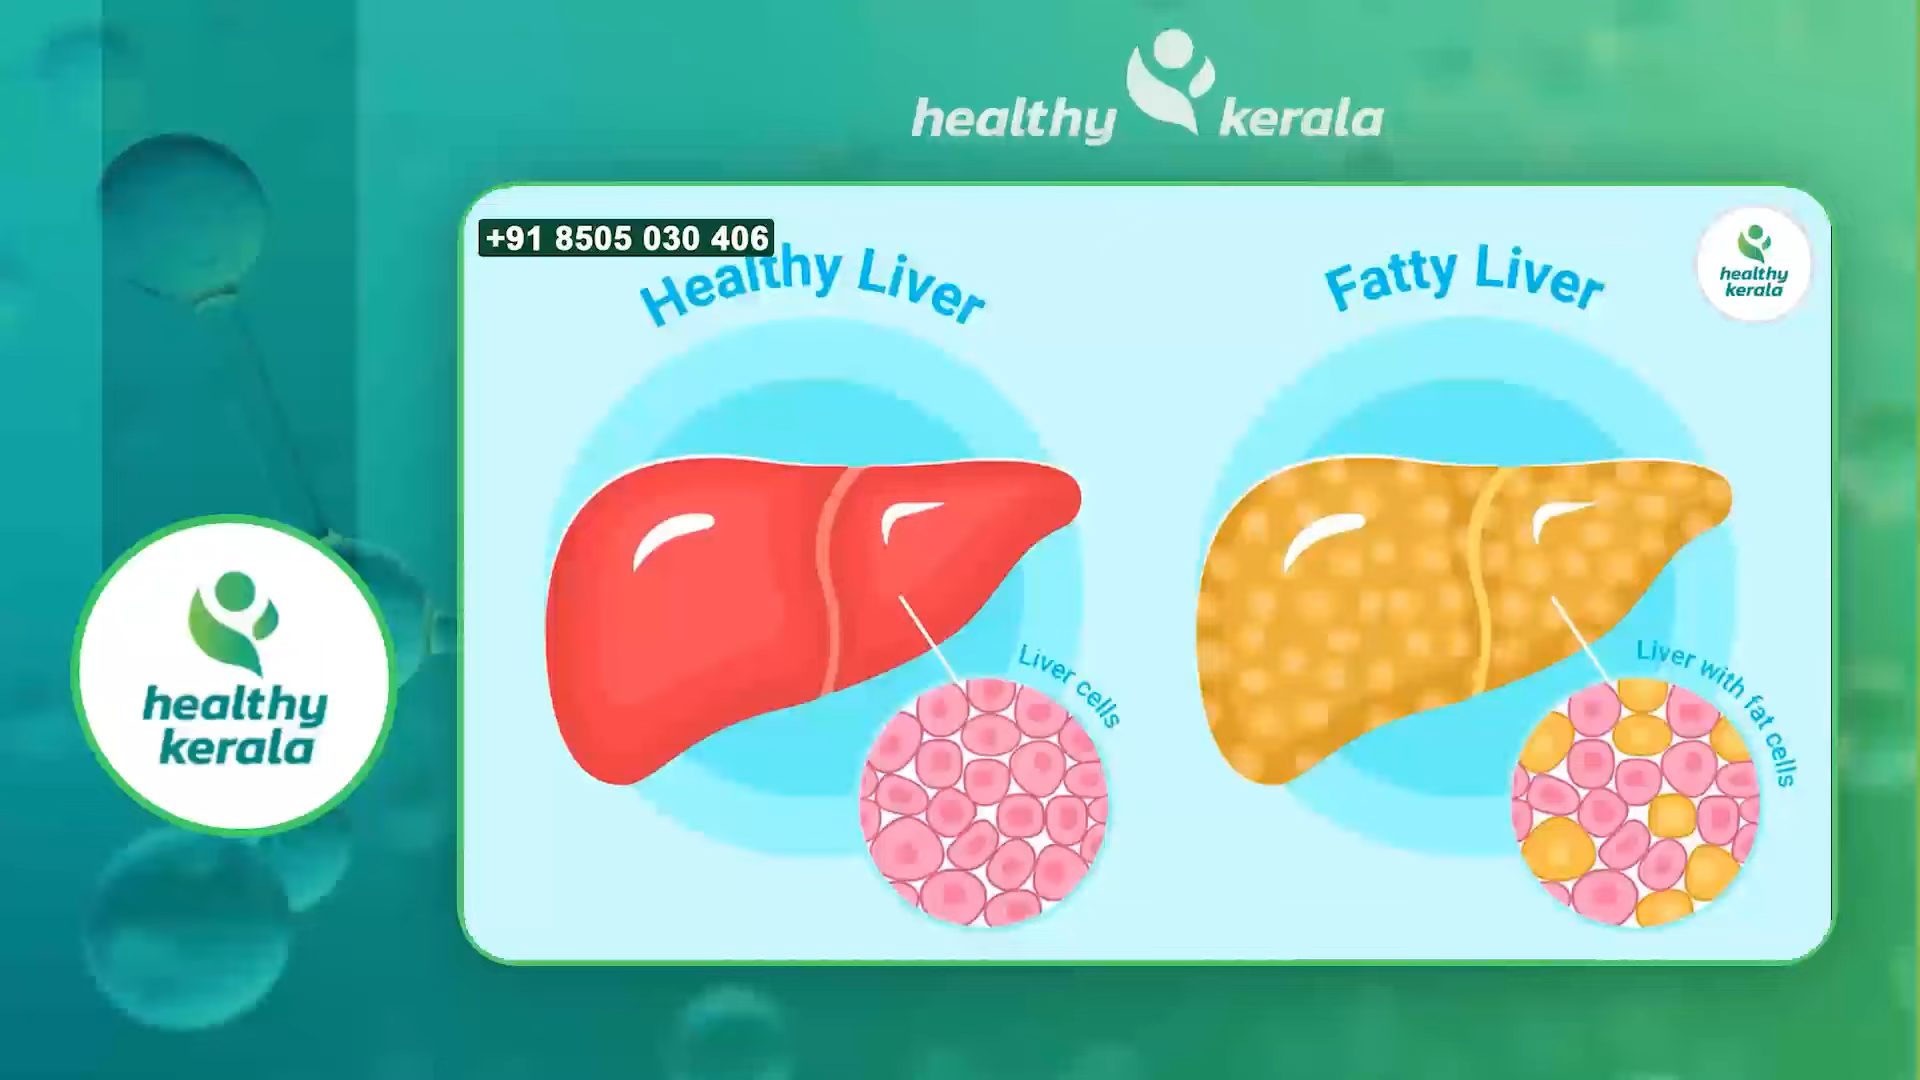 healthy kerala
+91 8505 030 406
Healthy Liver
Fatty Liver
healthy
kerala
Liver cells
Liver with fat cells
healthy
kerala